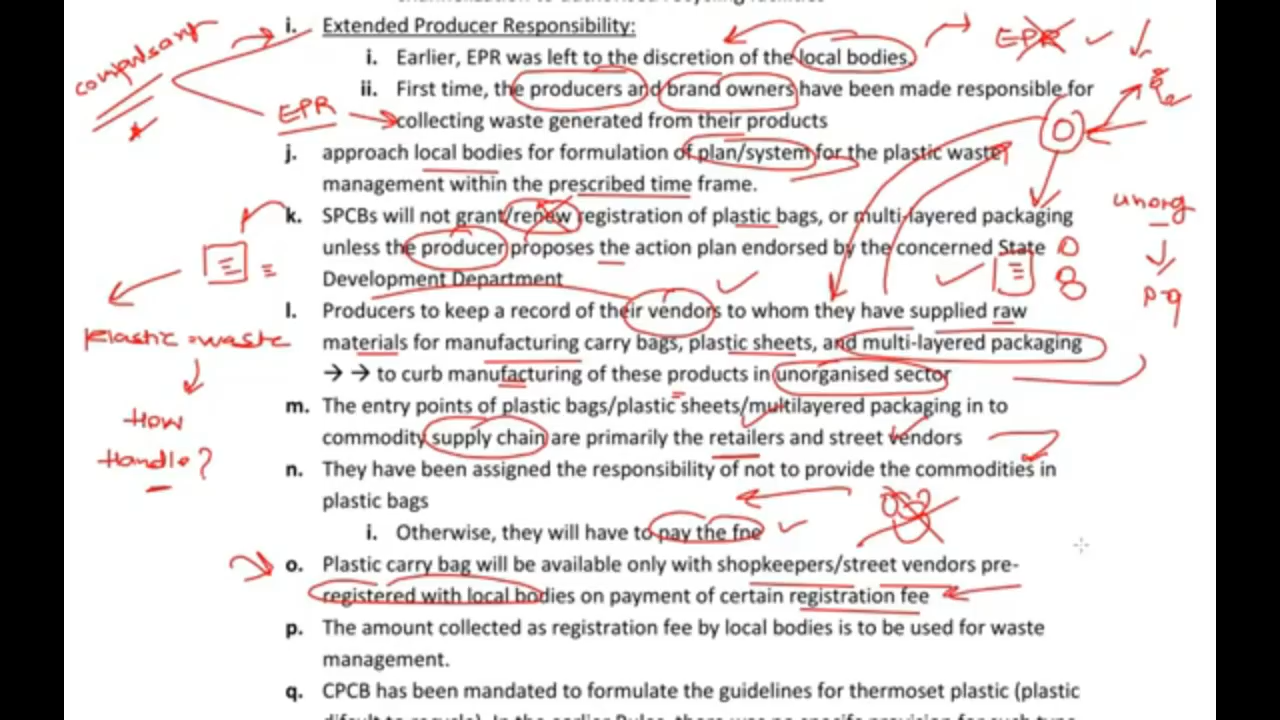 i. Extended Producer Responsibility:
i. Earlier, EPR was left to the discretion of the local bodies.
ii. First time, the producers and brand owners have been made responsible for
collecting waste generated from their products
j. approach local bodies for formulation of plan/system for the plastic waste
management within the prescribed time frame.
k. SPCBs will not grant/renew registration of plastic bags, or multi-layered packaging
unless the producer proposes the action plan endorsed by the concerned State
Development Department
l. Producers to keep a record of their vendors to whom they have supplied raw
materials for manufacturing carry bags, plastic sheets, and multi-layered packaging
→ → to curb manufacturing of these products in unorganised sector
m. The entry points of plastic bags/plastic sheets/multilayered packaging in to
commodity supply chain are primarily the retailers and street vendors
n. They have been assigned the responsibility of not to provide the commodities in
plastic bags
i. Otherwise, they will have to pay the fne
o. Plastic carry bag will be available only with shopkeepers/street vendors pre-
registered with local bodies on payment of certain registration fee
p. The amount collected as registration fee by local bodies is to be used for waste
management.
q. CPCB has been mandated to formulate the guidelines for thermoset plastic (plastic
EPR
EPR
unorg
Plastic waste
How
Handle?